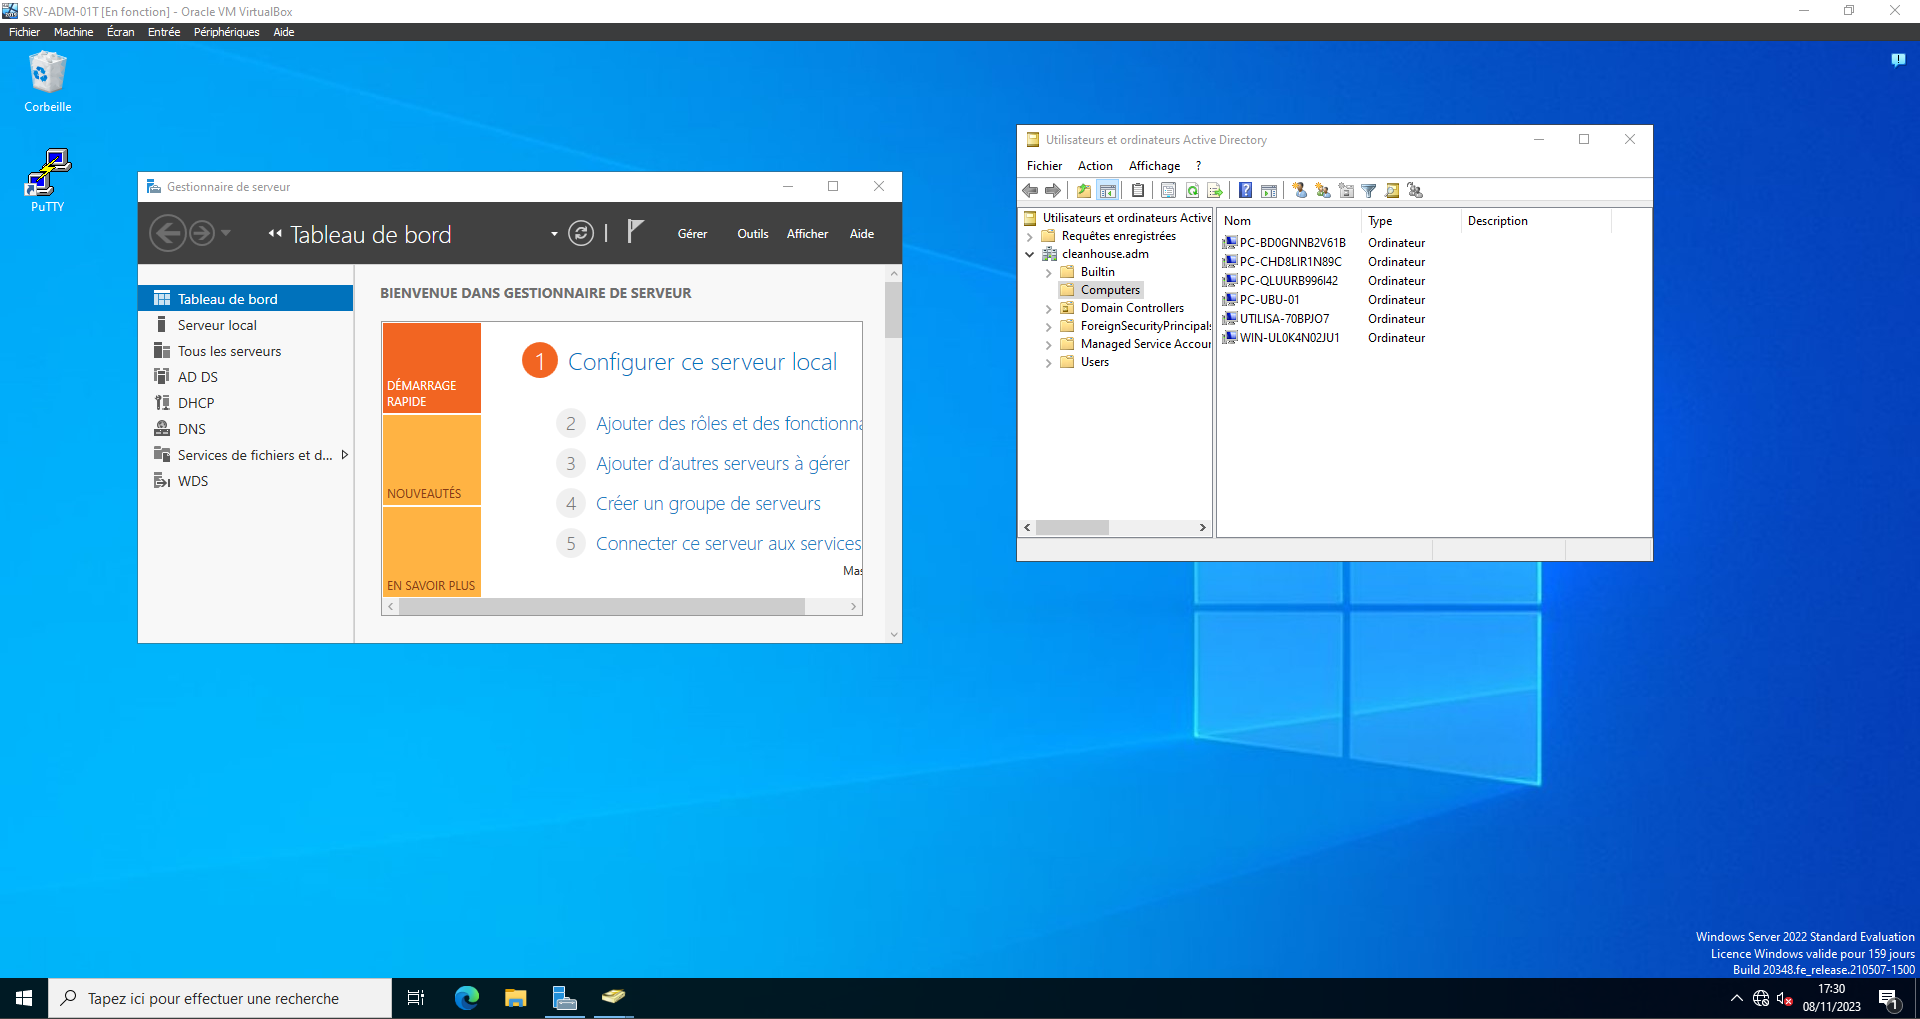 SRV-ADM-01T [En fonction] - Oracle VM VirtualBox
Fichier Machine Écran Entrée Périphériques Aide
Corbeille
PuTTY
Gestionnaire de serveur
Tableau de bord
Gérer Outils Afficher Aide
Tableau de bord
Serveur local
Tous les serveurs
AD DS
DHCP
DNS
Services de fichiers et d...
WDS
BIENVENUE DANS GESTIONNAIRE DE SERVEUR
DÉMARRAGE
RAPIDE
NOUVEAUTÉS
EN SAVOIR PLUS
1 Configurer ce serveur local
2 Ajouter des rôles et des fonctionna
3 Ajouter d'autres serveurs à gérer
4 Créer un groupe de serveurs
5 Connecter ce serveur aux services
Mas
Utilisateurs et ordinateurs Active Directory
Fichier Action Affichage ?
Utilisateurs et ordinateurs Active
Requêtes enregistrées
cleanhouse.adm
Builtin
Computers
Domain Controllers
ForeignSecurityPrincipals
Managed Service Accour
Users
Nom Type Description
PC-BD0GNNB2V61B Ordinateur
PC-CHD8LIR1N89C Ordinateur
PC-QLUURB996I42 Ordinateur
PC-UBU-01 Ordinateur
UTILISA-70BPJO7 Ordinateur
WIN-UL0K4N02JU1 Ordinateur
Windows Server 2022 Standard Evaluation
Licence Windows valide pour 159 jours
Build 20348.fe_release.210507-1500
Tapez ici pour effectuer une recherche
17:30
08/11/2023
1